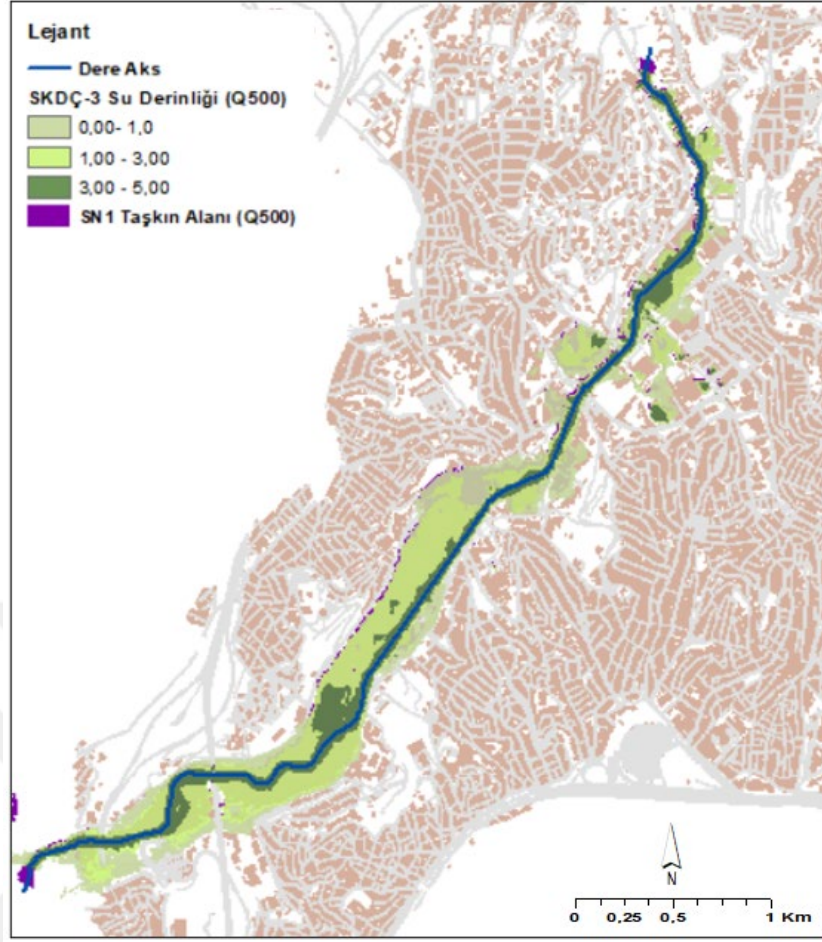 Lejant
Dere Aks
SKDÇ-3 Su Derinliği (Q500)
0,00- 1,0
1,00 - 3,00
3,00 - 5,00
SN1 Taşkın Alanı (Q500)
N
0 0,25 0,5 1 Km